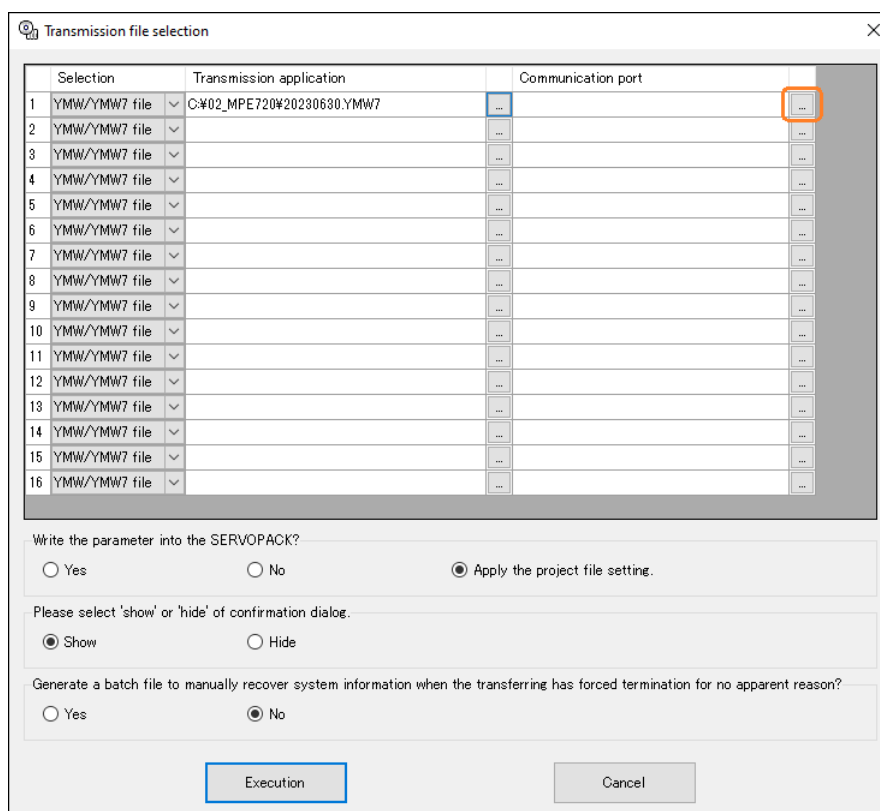 Transmission file selection
Selection Transmission application Communication port
1 YMW/YMW7 file C:¥02_MPE720¥20230630.YMW7 ... ...
2 YMW/YMW7 file ... ...
3 YMW/YMW7 file ... ...
4 YMW/YMW7 file ... ...
5 YMW/YMW7 file ... ...
6 YMW/YMW7 file ... ...
7 YMW/YMW7 file ... ...
8 YMW/YMW7 file ... ...
9 YMW/YMW7 file ... ...
10 YMW/YMW7 file ... ...
11 YMW/YMW7 file ... ...
12 YMW/YMW7 file ... ...
13 YMW/YMW7 file ... ...
14 YMW/YMW7 file ... ...
15 YMW/YMW7 file ... ...
16 YMW/YMW7 file ... ...
Write the parameter into the SERVOPACK?
Yes No Apply the project file setting.
Please select 'show' or 'hide' of confirmation dialog.
Show Hide
Generate a batch file to manually recover system information when the transferring has forced termination for no apparent reason?
Yes No
Execution Cancel